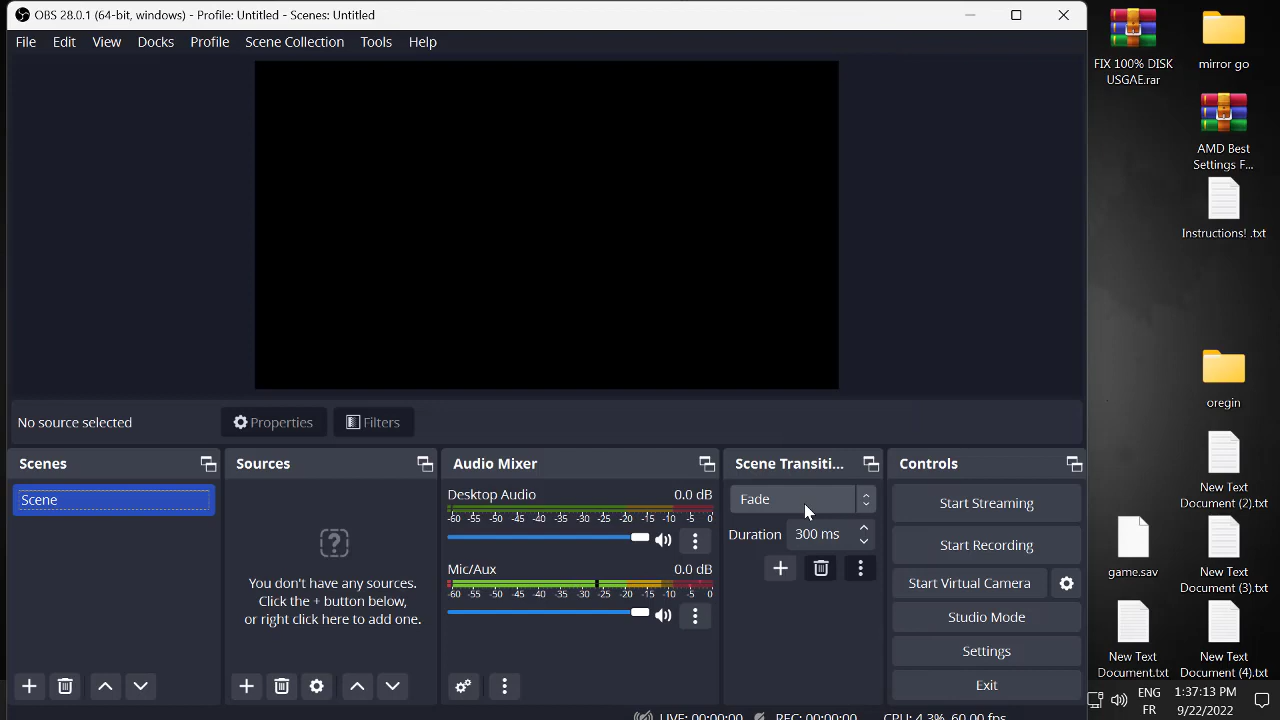 OBS 28.0.1 (64-bit, windows) - Profile: Untitled - Scenes: Untitled
File Edit View Docks Profile Scene Collection Tools Help
No source selected
Properties
Filters
Scenes
Scene
Sources
You don't have any sources.
Click the + button below,
or right click here to add one.
Audio Mixer
Desktop Audio 0.0 dB
-60 -55 -50 -45 -40 -35 -30 -25 -20 -15 -10 -5 0
Mic/Aux 0.0 dB
-60 -55 -50 -45 -40 -35 -30 -25 -20 -15 -10 -5 0
Scene Transiti...
Fade
Duration 300 ms
Controls
Start Streaming
Start Recording
Start Virtual Camera
Studio Mode
Settings
Exit
LIVE: 00:00:00 REC: 00:00:00 CPU: 4.3%, 60.00 fps
FIX 100% DISK
USGAE.rar
mirror go
AMD Best
Settings F...
Instructions! .txt
oregin
New Text
Document (2).txt
game.sav
New Text
Document (3).txt
New Text
Document.txt
New Text
Document (4).txt
ENG
FR
1:37:13 PM
9/22/2022